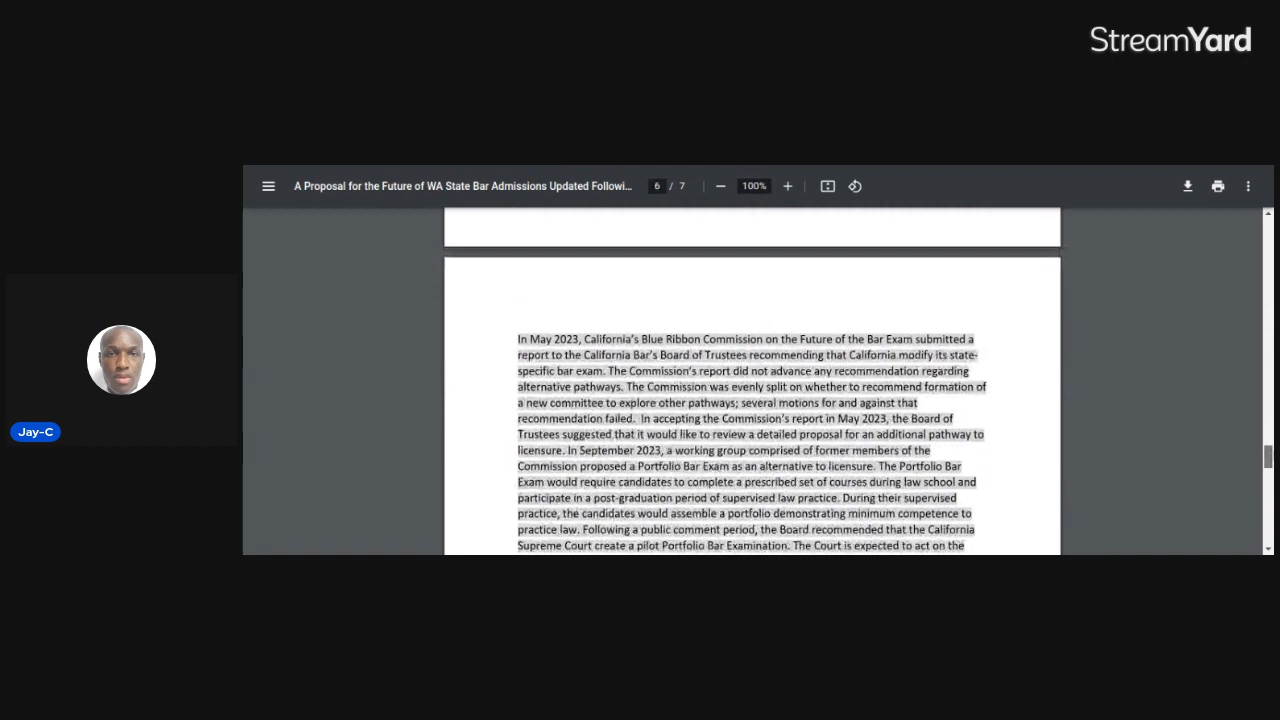 StreamYard
A Proposal for the Future of WA State Bar Admissions Updated Followi...
6 / 7
100%
In May 2023, California's Blue Ribbon Commission on the Future of the Bar Exam submitted a
report to the California Bar's Board of Trustees recommending that California modify its state-
specific bar exam. The Commission's report did not advance any recommendation regarding
alternative pathways. The Commission was evenly split on whether to recommend formation of
a new committee to explore other pathways; several motions for and against that
recommendation failed.  In accepting the Commission's report in May 2023, the Board of
Trustees suggested that it would like to review a detailed proposal for an additional pathway to
licensure. In September 2023, a working group comprised of former members of the
Commission proposed a Portfolio Bar Exam as an alternative to licensure. The Portfolio Bar
Exam would require candidates to complete a prescribed set of courses during law school and
participate in a post-graduation period of supervised law practice. During their supervised
practice, the candidates would assemble a portfolio demonstrating minimum competence to
practice law. Following a public comment period, the Board recommended that the California
Supreme Court create a pilot Portfolio Bar Examination. The Court is expected to act on the
Jay-C